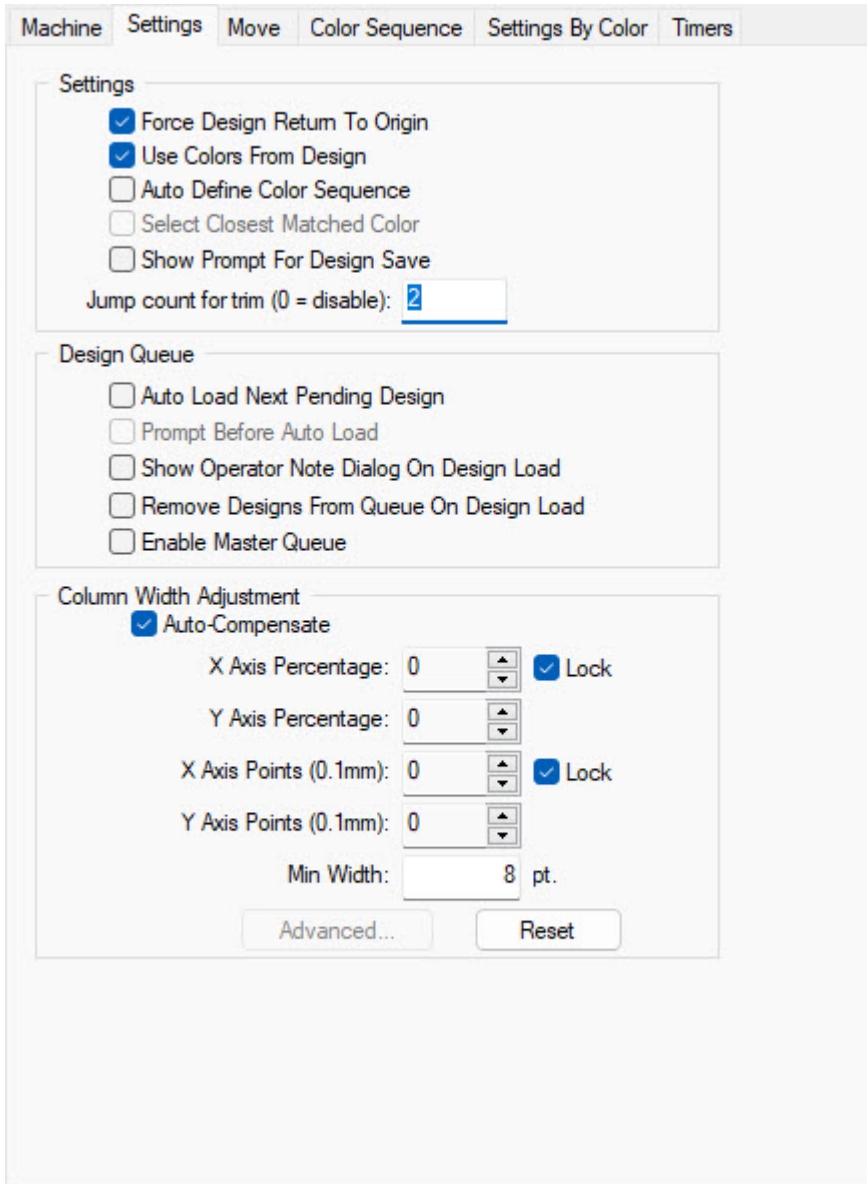 Machine Settings Move Color Sequence Settings By Color Timers
Settings
Force Design Return To Origin
Use Colors From Design
Auto Define Color Sequence
Select Closest Matched Color
Show Prompt For Design Save
Jump count for trim (0 = disable): 2
Design Queue
Auto Load Next Pending Design
Prompt Before Auto Load
Show Operator Note Dialog On Design Load
Remove Designs From Queue On Design Load
Enable Master Queue
Column Width Adjustment
Auto-Compensate
X Axis Percentage: 0 Lock
Y Axis Percentage: 0
X Axis Points (0.1mm): 0 Lock
Y Axis Points (0.1mm): 0
Min Width: 8 pt.
Advanced... Reset